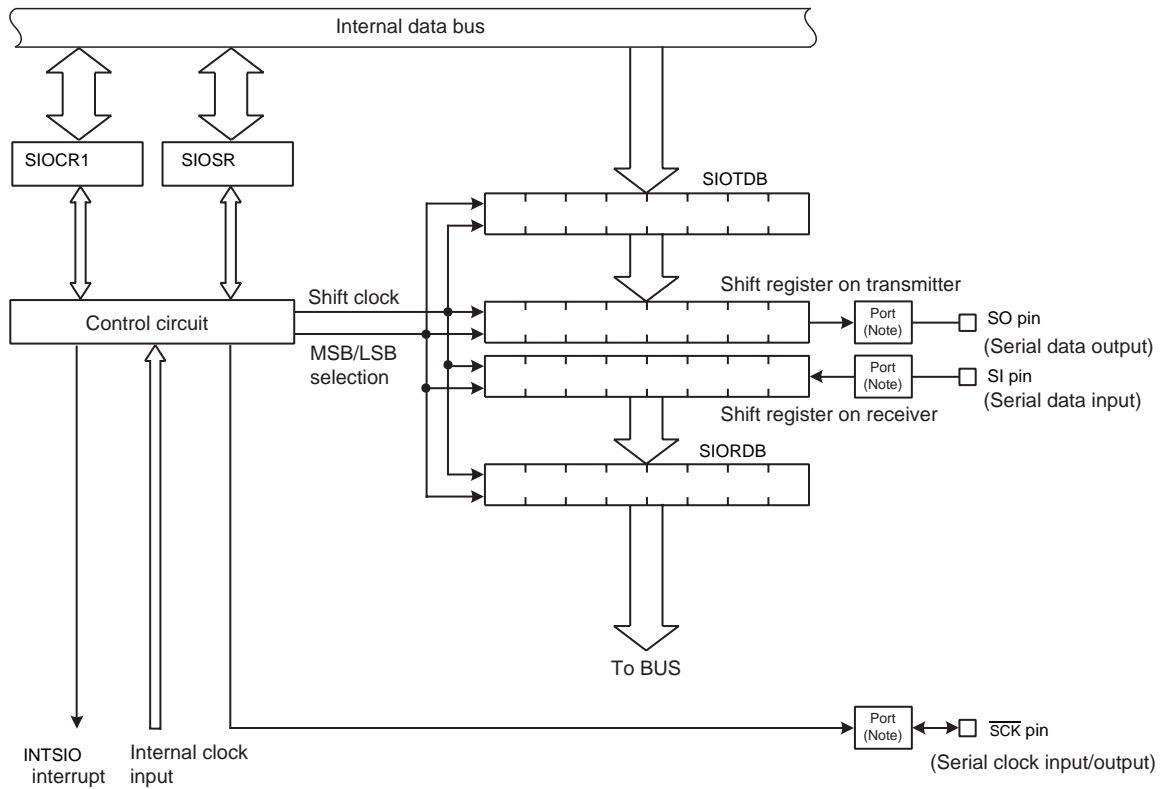 Internal data bus
SIOCR1
SIOSR
SIOTDB
Shift register on transmitter
Shift clock
Control circuit
MSB/LSB
selection
Port
(Note)
SO pin
(Serial data output)
Port
(Note)
SI pin
(Serial data input)
Shift register on receiver
SIORDB
To BUS
Port
(Note)
SCK pin
(Serial clock input/output)
INTSIO
interrupt
Internal clock
input